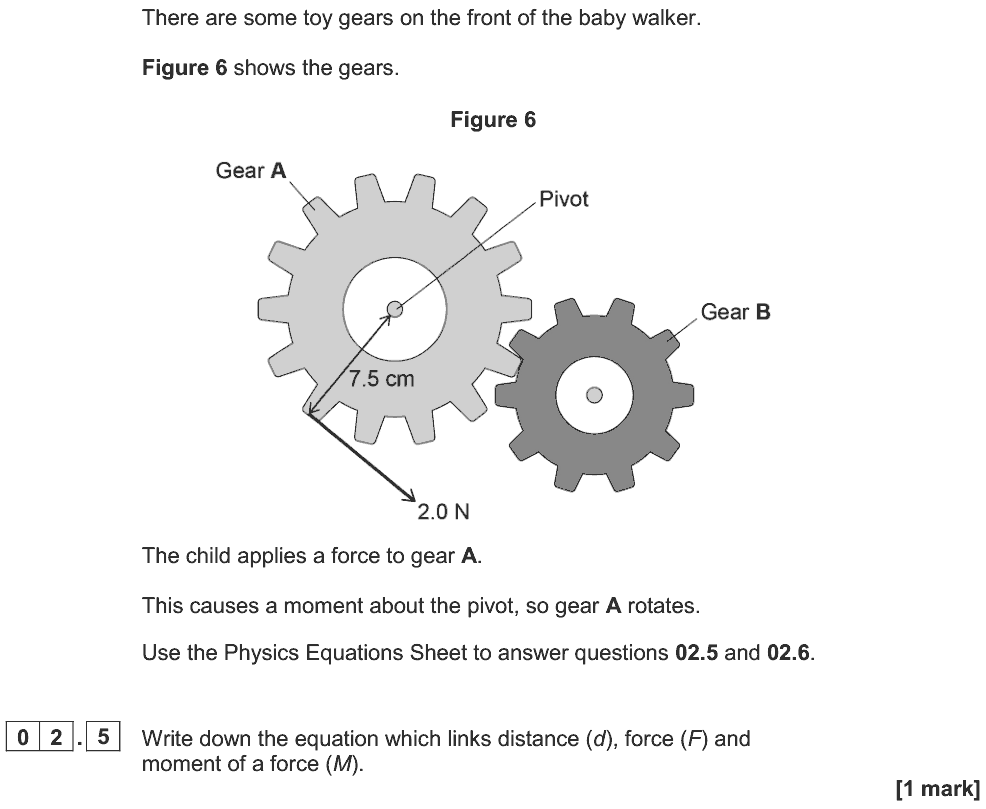 There are some toy gears on the front of the baby walker.
Figure 6 shows the gears.
Figure 6
Gear A
Pivot
Gear B
7.5 cm
2.0 N
The child applies a force to gear A.
This causes a moment about the pivot, so gear A rotates.
Use the Physics Equations Sheet to answer questions 02.5 and 02.6.
0 2 . 5 Write down the equation which links distance (d), force (F) and
moment of a force (M).
[1 mark]